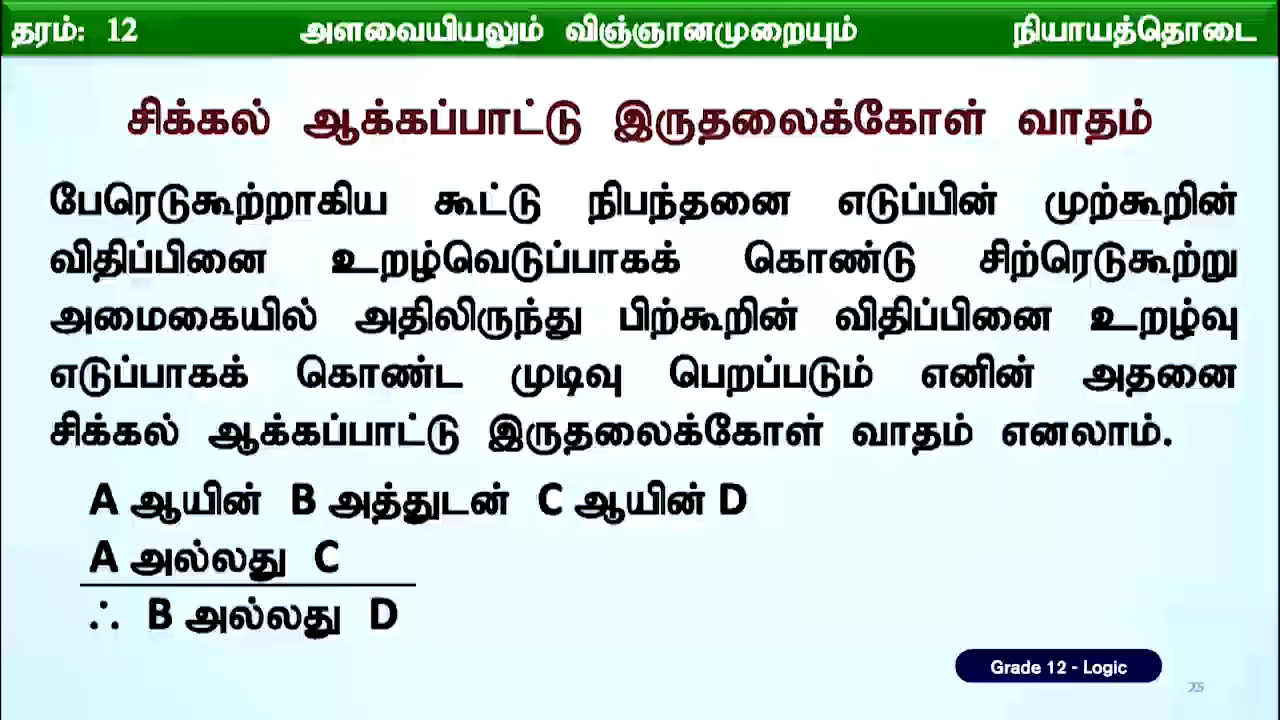 தரம்: 12 அளவையியலும் விஞ்ஞானமுறையும் நியாயத்தொடை
சிக்கல் ஆக்கப்பாட்டு இருதலைக்கோள் வாதம்
பேரெடுகூற்றாகிய கூட்டு நிபந்தனை எடுப்பின் முற்கூறின்
விதிப்பினை உறழ்வெடுப்பாகக் கொண்டு சிற்ரெடுகூற்று
அமைகையில் அதிலிருந்து பிற்கூறின் விதிப்பினை உறழ்வு
எடுப்பாகக் கொண்ட முடிவு பெறப்படும் எனின் அதனை
சிக்கல் ஆக்கப்பாட்டு இருதலைக்கோள் வாதம் எனலாம்.
A ஆயின் B அத்துடன் C ஆயின் D
A அல்லது C
∴ B அல்லது D
Grade 12 - Logic